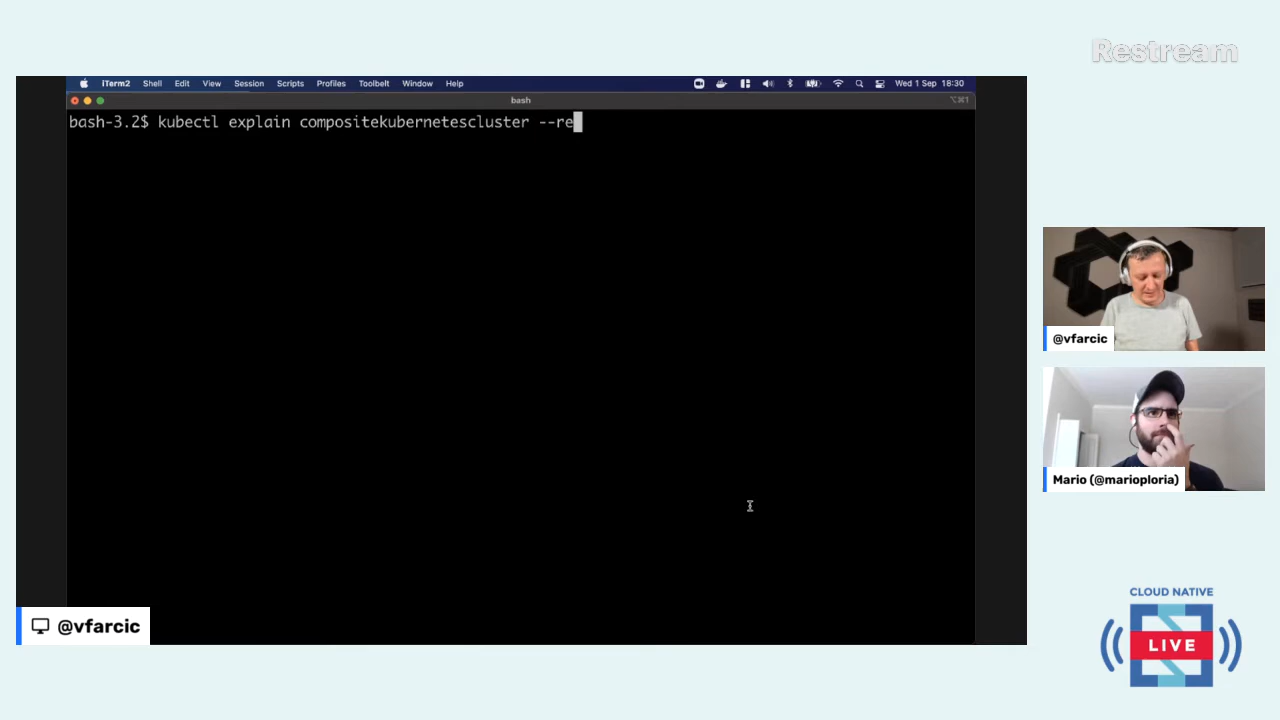 Restream
iTerm2 Shell Edit View Session Scripts Profiles Toolbelt Window Help Wed 1 Sep 18:30
bash ⌥⌘1
bash-3.2$ kubectl explain compositekubernetescluster --re
@vfarcic
Mario (@marioploria)
@vfarcic
CLOUD NATIVE
LIVE